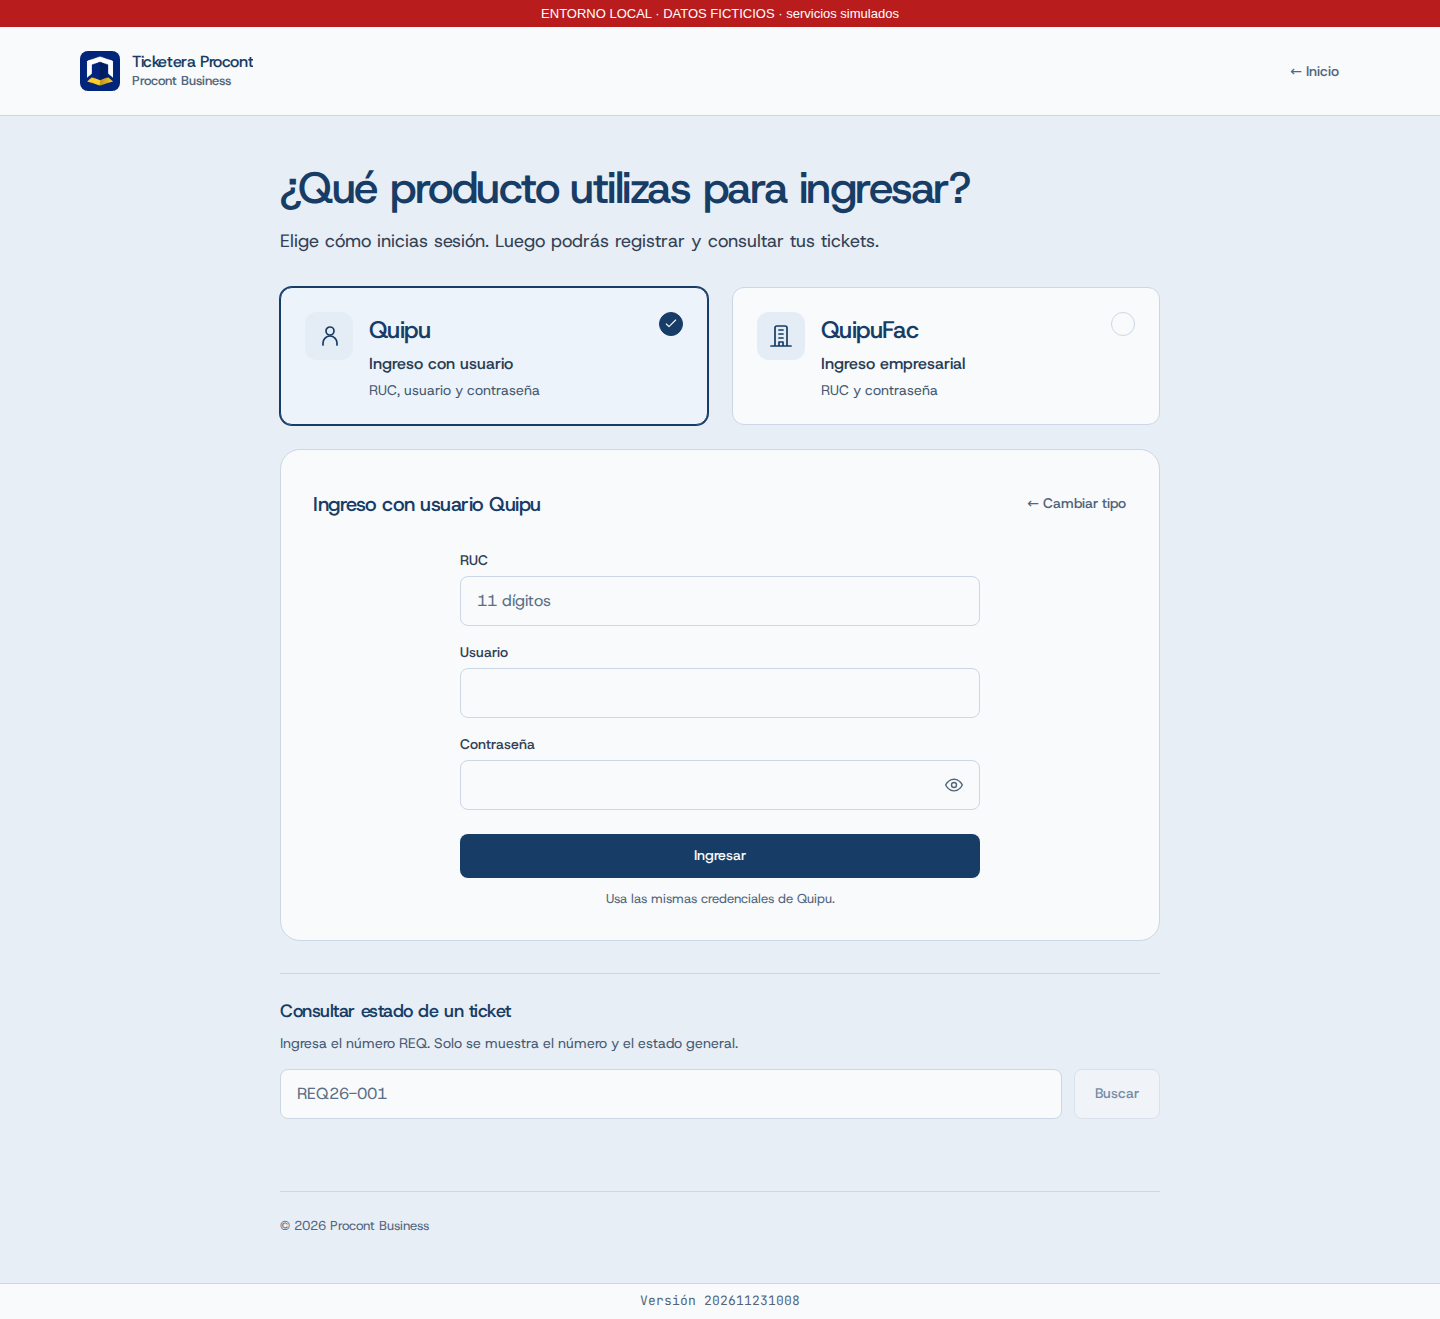 ENTORNO LOCAL · DATOS FICTICIOS · servicios simulados
Ticketera Procont
Procont Business
← Inicio
¿Qué producto utilizas para ingresar?
Elige cómo inicias sesión. Luego podrás registrar y consultar tus tickets.
Quipu
Ingreso con usuario
RUC, usuario y contraseña
QuipuFac
Ingreso empresarial
RUC y contraseña
Ingreso con usuario Quipu
← Cambiar tipo
RUC
11 dígitos
Usuario
Contraseña
Ingresar
Usa las mismas credenciales de Quipu.
Consultar estado de un ticket
Ingresa el número REQ. Solo se muestra el número y el estado general.
REQ26-001
Buscar
© 2026 Procont Business
Versión 202611231008